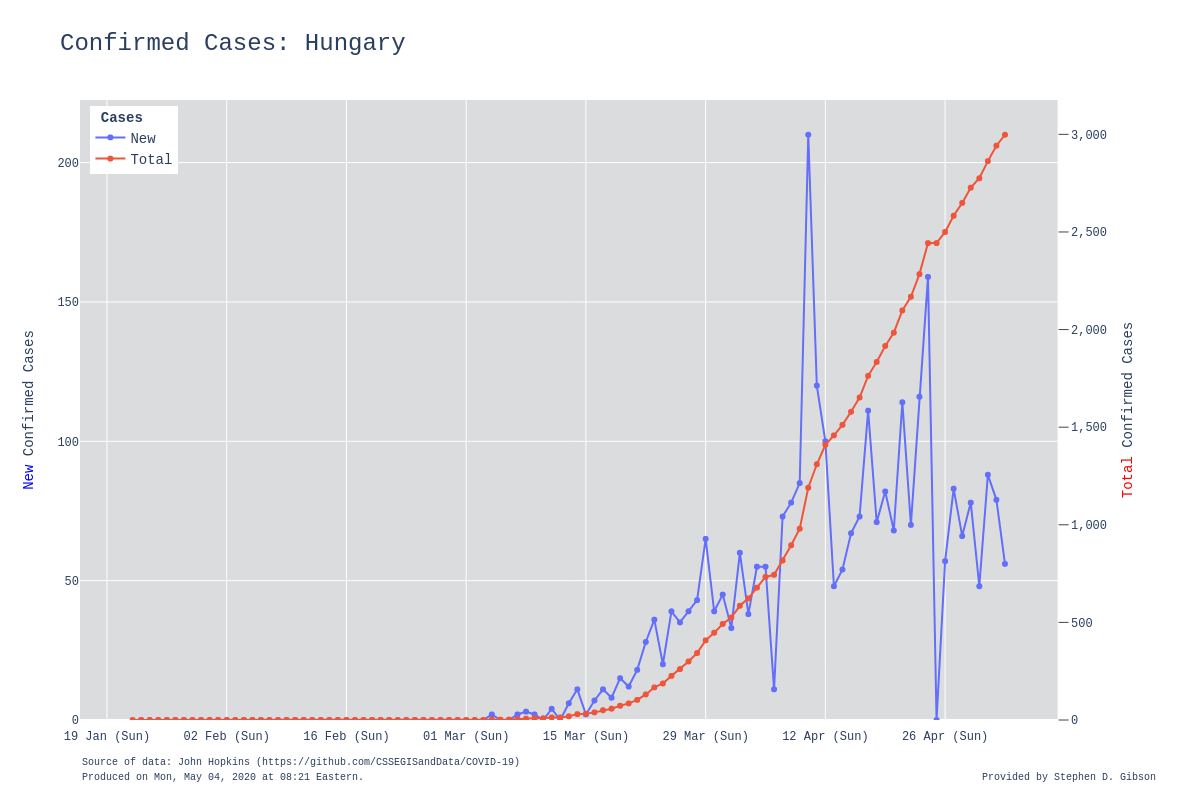 Confirmed Cases: Hungary
Cases
New
Total
200
150
100
50
0
3,000
2,500
2,000
1,500
1,000
500
0
New Confirmed Cases
Total Confirmed Cases
19 Jan (Sun) 02 Feb (Sun) 16 Feb (Sun) 01 Mar (Sun) 15 Mar (Sun) 29 Mar (Sun) 12 Apr (Sun) 26 Apr (Sun)
Source of data: John Hopkins (https://github.com/CSSEGISandData/COVID-19)
Produced on Mon, May 04, 2020 at 08:21 Eastern.
Provided by Stephen D. Gibson